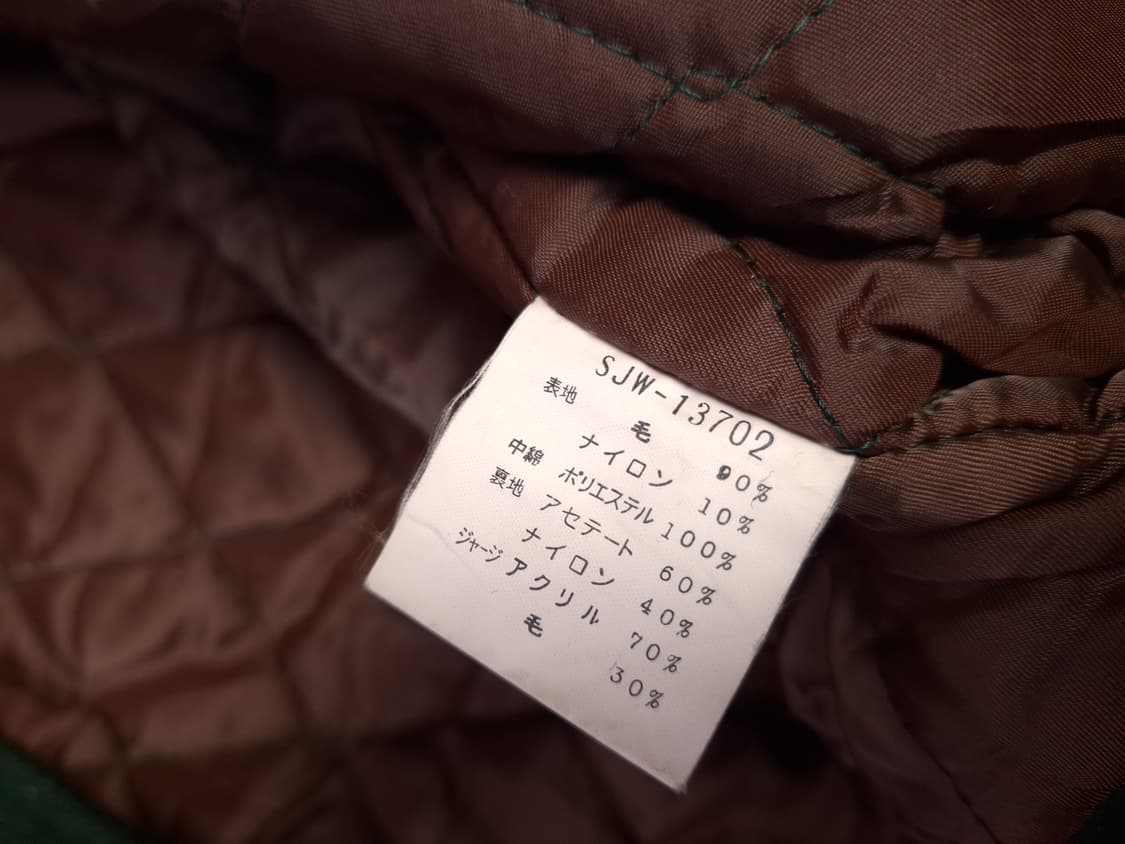 SJW-13702
表地 毛 90%
ナイロン 10%
中綿 ポリエステル 100%
裏地 アセテート 60%
ナイロン 40%
ジャージ アクリル 70%
毛 30%